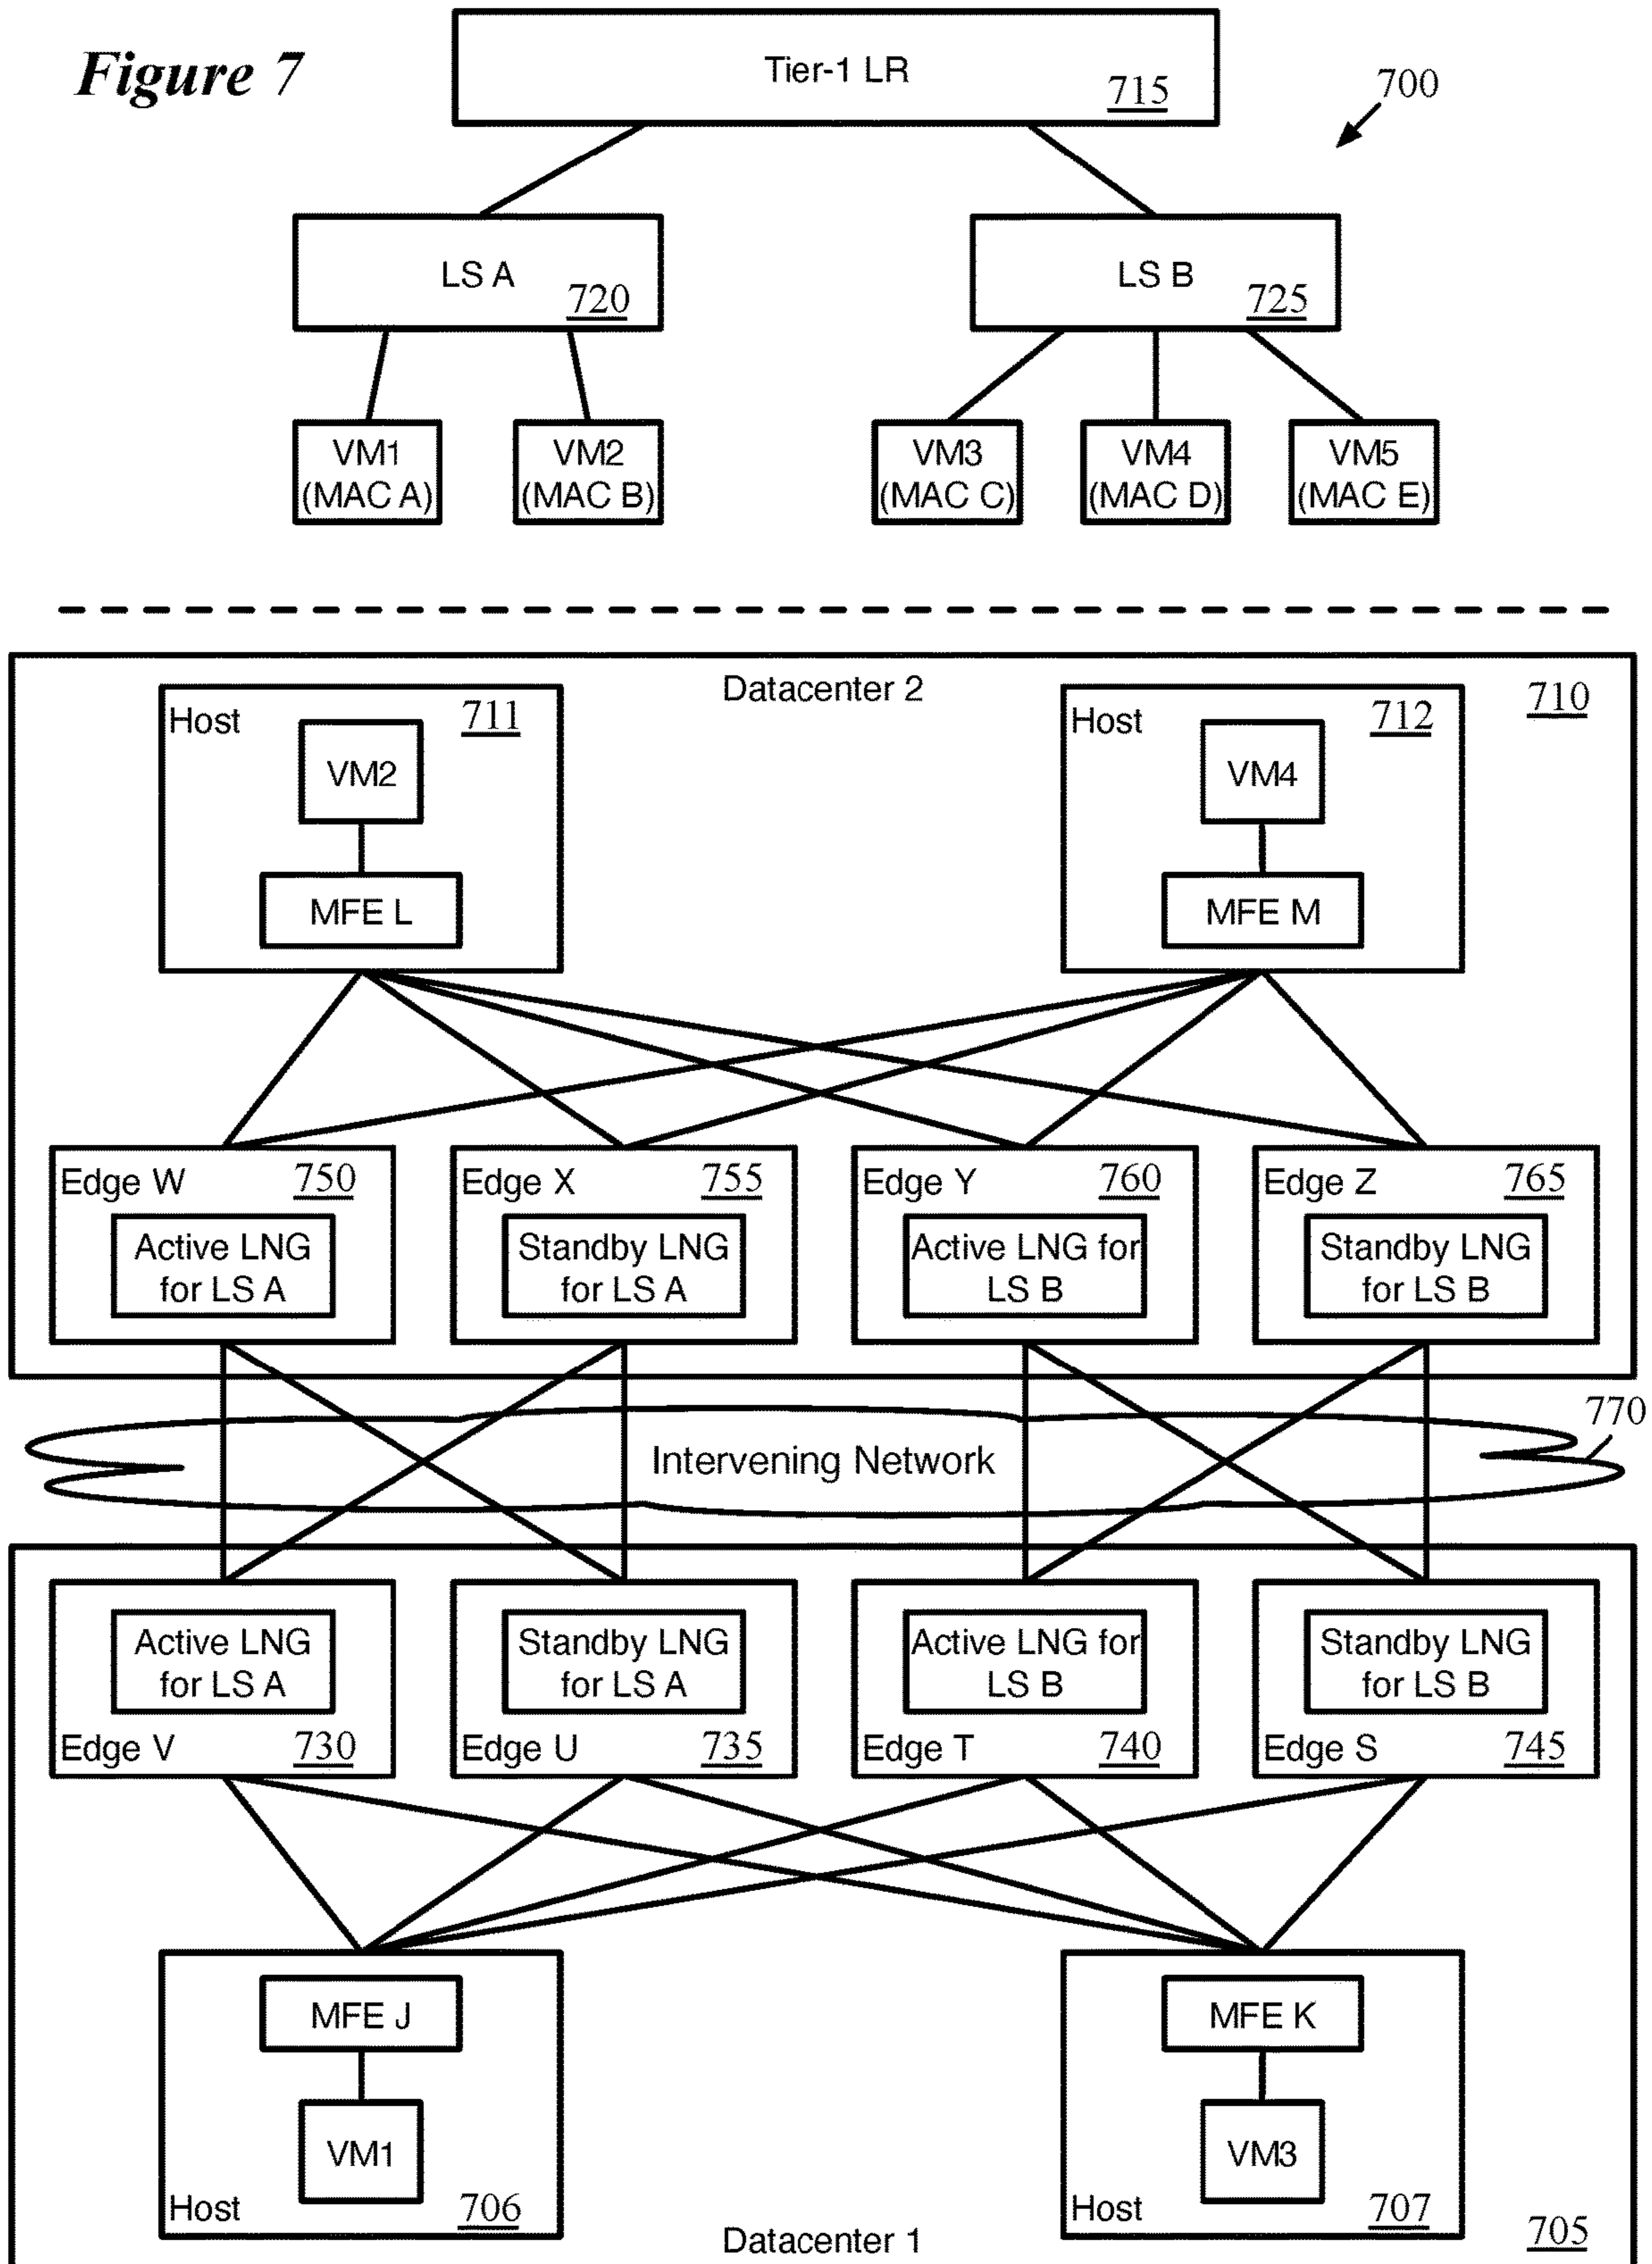 Figure 7
Tier-1 LR
715
700
LS A
720
LS B
725
VM1
(MAC A)
VM2
(MAC B)
VM3
(MAC C)
VM4
(MAC D)
VM5
(MAC E)
Datacenter 2
710
Host
711
VM2
MFE L
Host
712
VM4
MFE M
Edge W
750
Active LNG
for LS A
Edge X
755
Standby LNG
for LS A
Edge Y
760
Active LNG for
LS B
Edge Z
765
Standby LNG
for LS B
770
Intervening Network
Active LNG
for LS A
Edge V
730
Standby LNG
for LS A
Edge U
735
Active LNG for
LS B
Edge T
740
Standby LNG
for LS B
Edge S
745
MFE J
VM1
Host
706
MFE K
VM3
Host
707
Datacenter 1
705